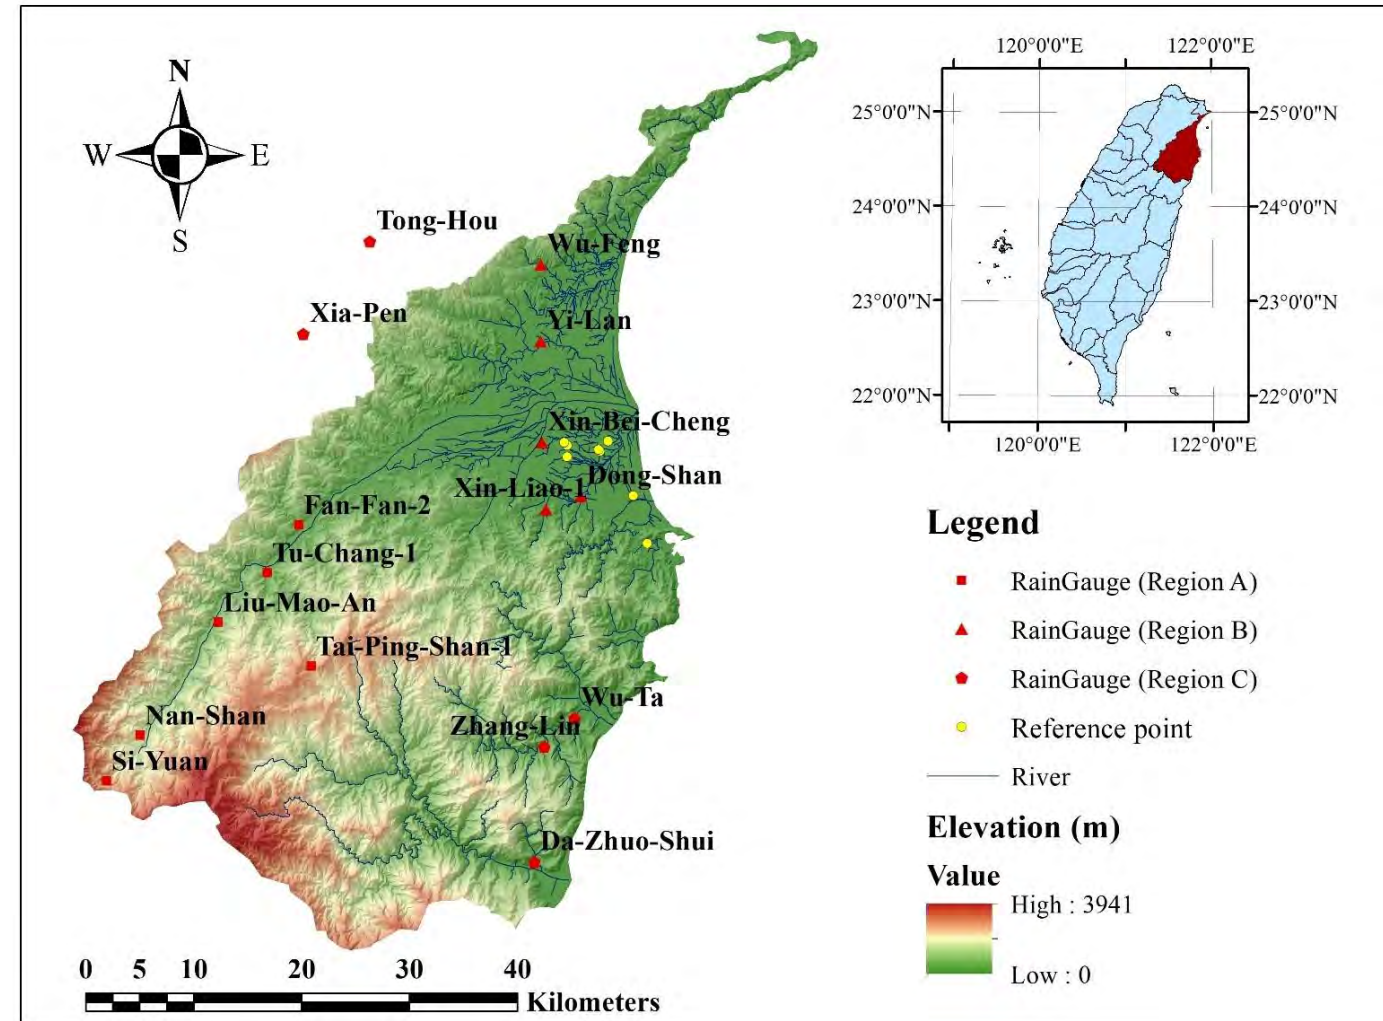 N
W
E
S
Tong-Hou
Wu-Feng
Xia-Pen
Yi-Lan
Xin-Bei-Cheng
Dong-Shan
Xin-Liao-1
Fan-Fan-2
Tu-Chang-1
Liu-Mao-An
Tai-Ping-Shan-1
Wu-Ta
Nan-Shan
Zhang-Lin
Si-Yuan
Da-Zhuo-Shui
0 5 10 20 30 40
Kilometers
120°0'0"E 122°0'0"E
25°0'0"N 25°0'0"N
24°0'0"N 24°0'0"N
23°0'0"N 23°0'0"N
22°0'0"N 22°0'0"N
120°0'0"E 122°0'0"E
Legend
RainGauge (Region A)
RainGauge (Region B)
RainGauge (Region C)
Reference point
River
Elevation (m)
Value
High : 3941
Low : 0